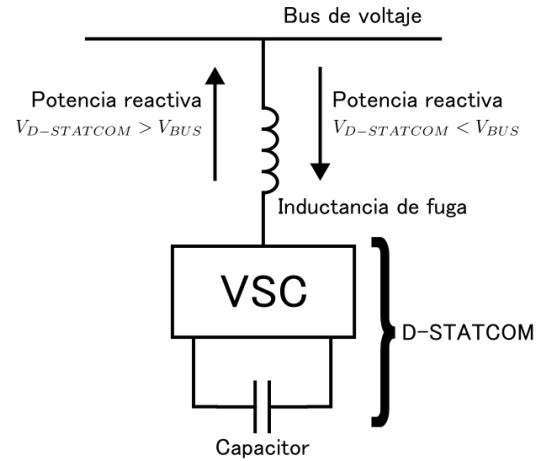 Bus de voltaje
Potencia reactiva
V_{D-STATCOM} > V_{BUS}
Potencia reactiva
V_{D-STATCOM} < V_{BUS}
Inductancia de fuga
VSC
D-STATCOM
Capacitor